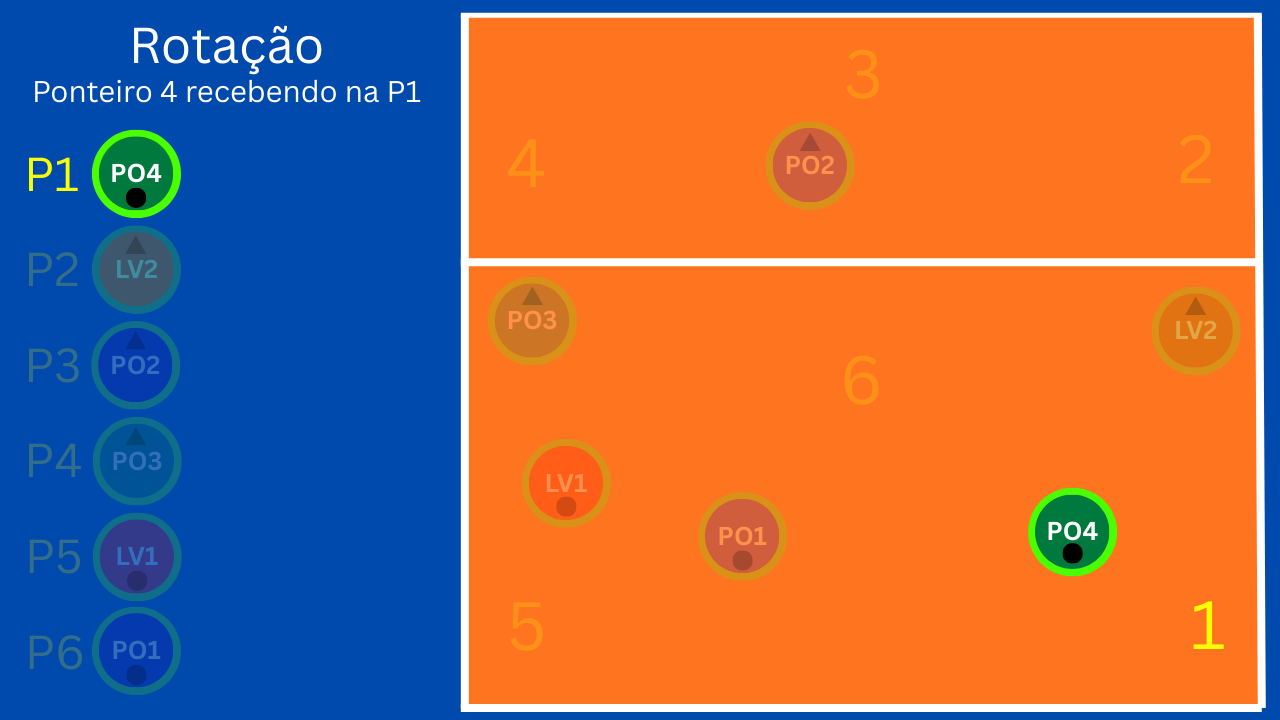 Rotação
Ponteiro 4 recebendo na P1
P1 PO4
P2 LV2
P3 PO2
P4 PO3
P5 LV1
P6 PO1
3
4
2
PO2
PO3
LV2
6
LV1
PO1
PO4
5
1